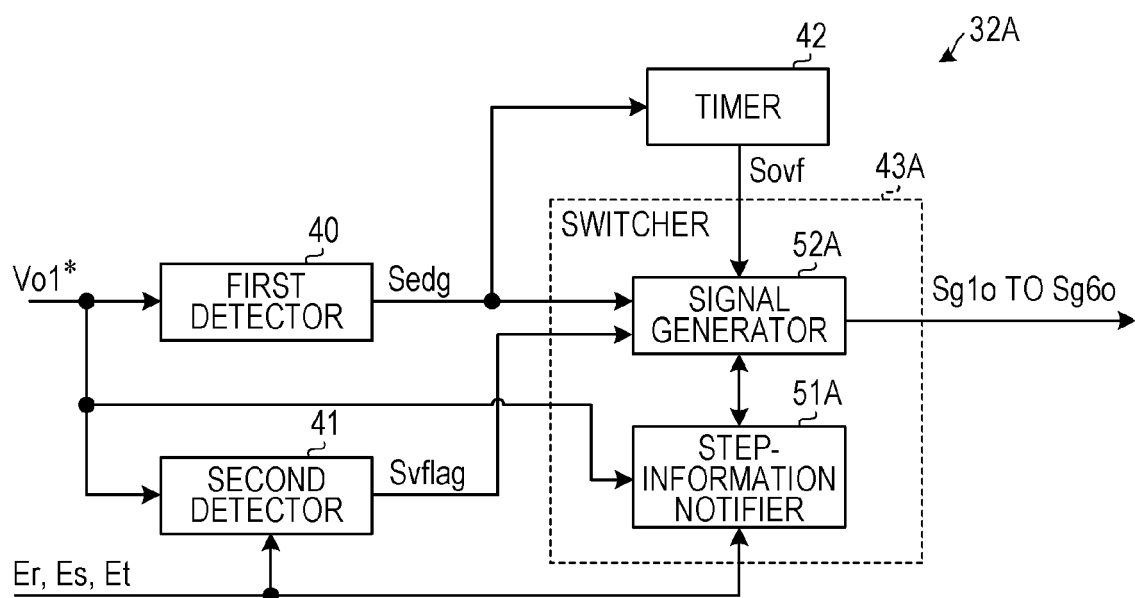 32A
42
TIMER
Sovf
43A
SWITCHER
40
Vo1*
FIRST
DETECTOR
Sedg
52A
SIGNAL
GENERATOR
Sg1o TO Sg6o
41
SECOND
DETECTOR
Svflag
51A
STEP-
INFORMATION
NOTIFIER
Er, Es, Et